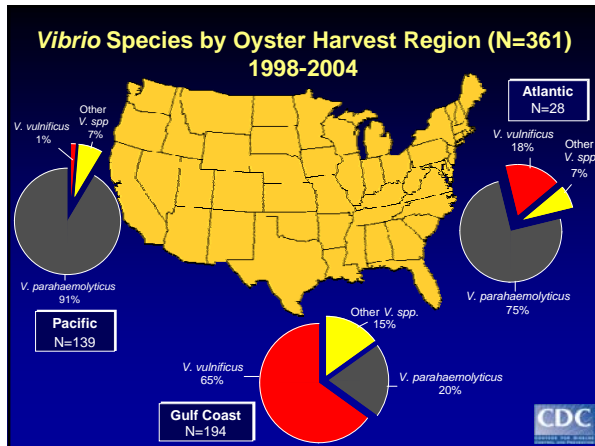 Vibrio Species by Oyster Harvest Region (N=361)
1998-2004
Atlantic
N=28
V. vulnificus
18%
Other
V. spp
7%
V. parahaemolyticus
75%
Other
V. spp
7%
V. vulnificus
1%
V. parahaemolyticus
91%
Pacific
N=139
Other V. spp.
15%
V. vulnificus
65%
V. parahaemolyticus
20%
Gulf Coast
N=194
CDC